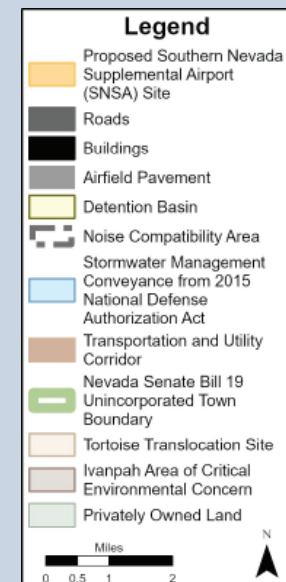 Legend
Proposed Southern Nevada
Supplemental Airport
(SNSA) Site
Roads
Buildings
Airfield Pavement
Detention Basin
Noise Compatibility Area
Stormwater Management
Conveyance from 2015
National Defense
Authorization Act
Transportation and Utility
Corridor
Nevada Senate Bill 19
Unincorporated Town
Boundary
Tortoise Translocation Site
Ivanpah Area of Critical
Environmental Concern
Privately Owned Land
N
Miles
0 0.5 1 2